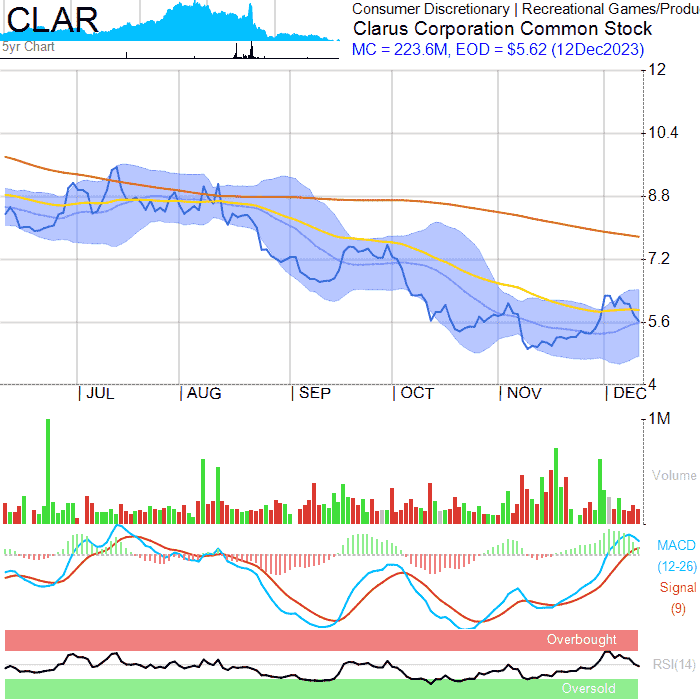 CLAR
Consumer Discretionary | Recreational Games/Produ
Clarus Corporation Common Stock
5yr Chart
MC = 223.6M, EOD = $5.62 (12Dec2023)
12
10.4
8.8
7.2
5.6
4
| JUL | AUG | SEP | OCT | NOV | DEC
1M
Volume
MACD
(12-26)
Signal
(9)
Overbought
RSI(14)
Oversold